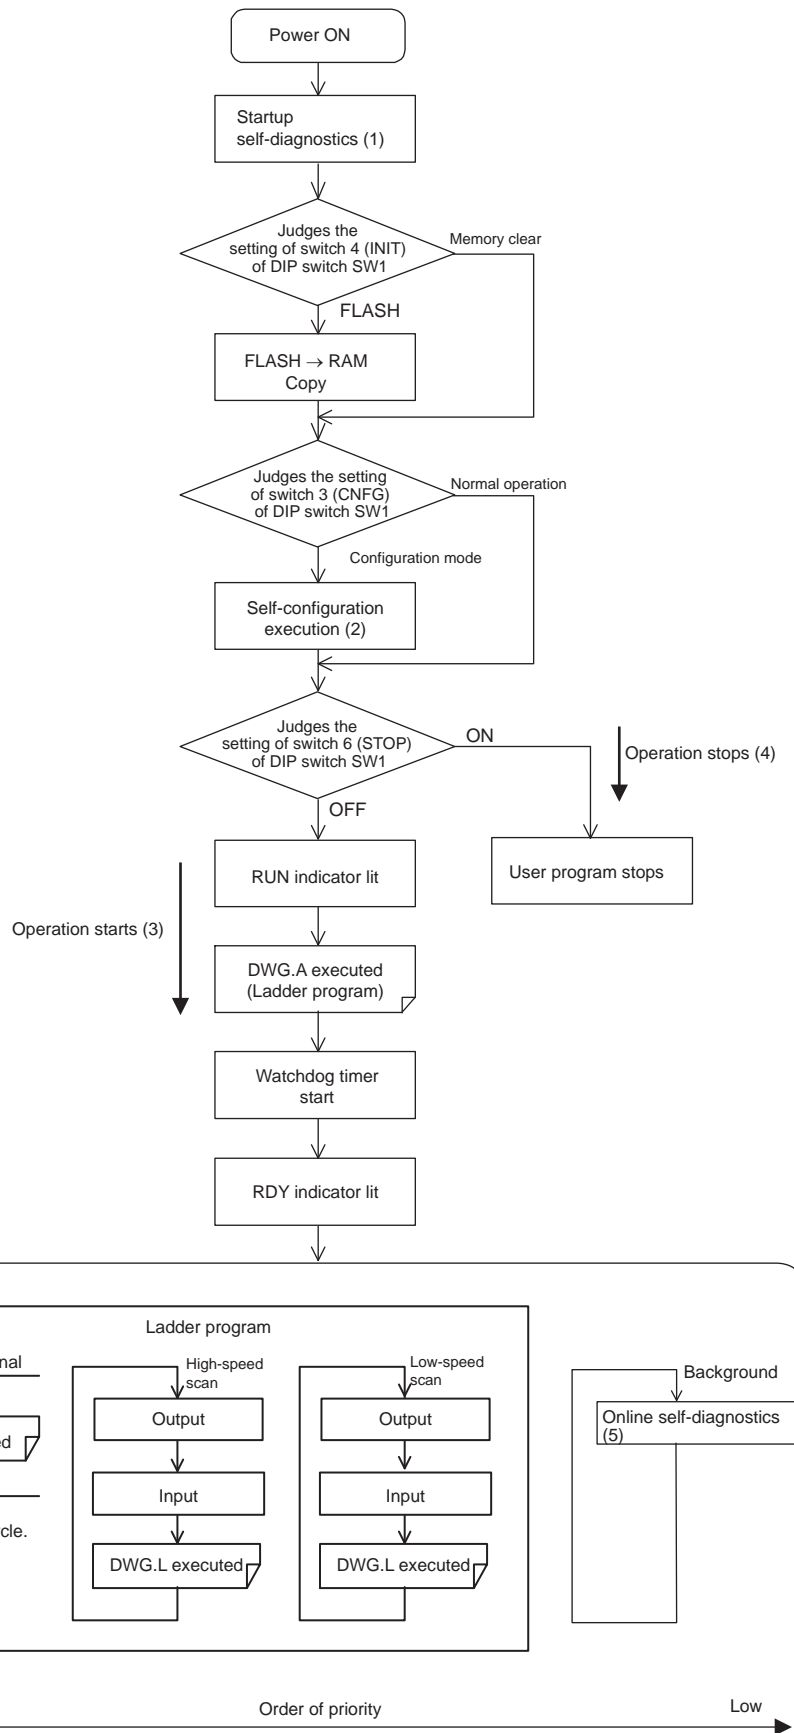 Power ON
Startup
self-diagnostics (1)
Judges the
setting of switch 4 (INIT)
of DIP switch SW1
Memory clear
FLASH
FLASH → RAM
Copy
Judges the setting
of switch 3 (CNFG)
of DIP switch SW1
Normal operation
Configuration mode
Self-configuration
execution (2)
Judges the
setting of switch 6 (STOP)
of DIP switch SW1
ON
Operation stops (4)
OFF
RUN indicator lit
User program stops
Operation starts (3)
DWG.A executed
(Ladder program)
Watchdog timer
start
RDY indicator lit
Ladder program
nal
High-speed
scan
Low-speed
scan
Background
Output
Output
Online self-diagnostics
(5)
ed
Input
Input
cle.
DWG.L executed
DWG.L executed
Order of priority
Low